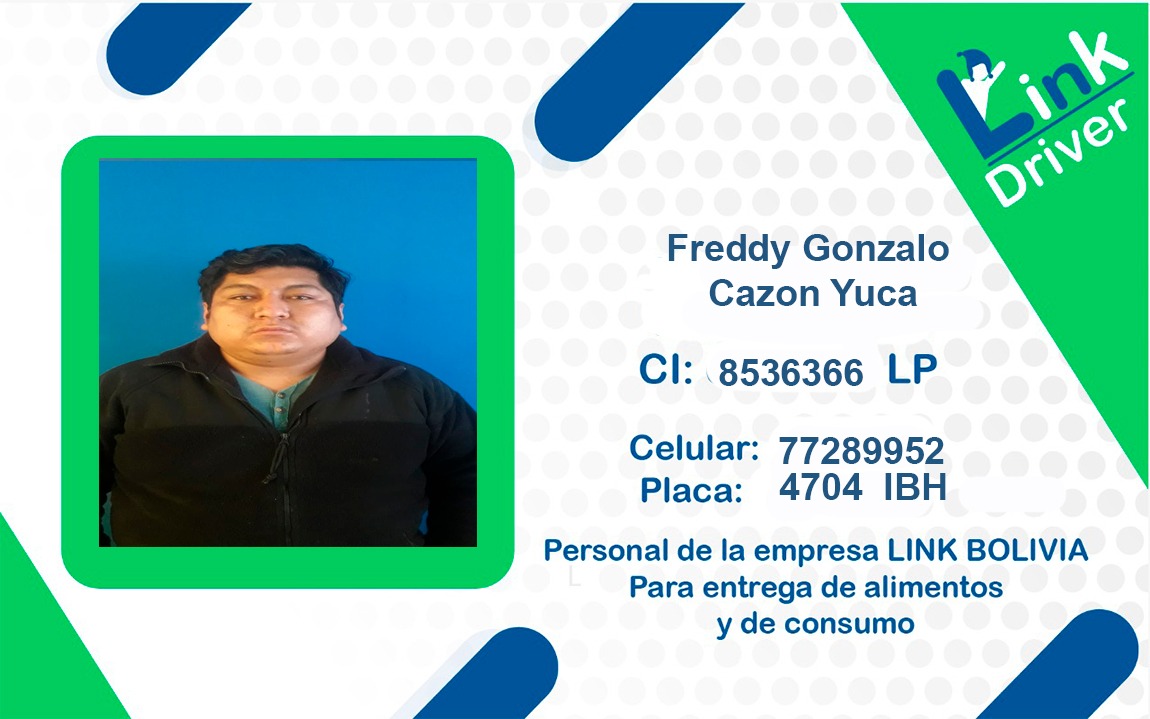 Link
Driver
Freddy Gonzalo
Cazon Yuca
CI: 8536366 LP
Celular: 77289952
Placa: 4704 IBH
Personal de la empresa LINK BOLIVIA
Para entrega de alimentos
y de consumo